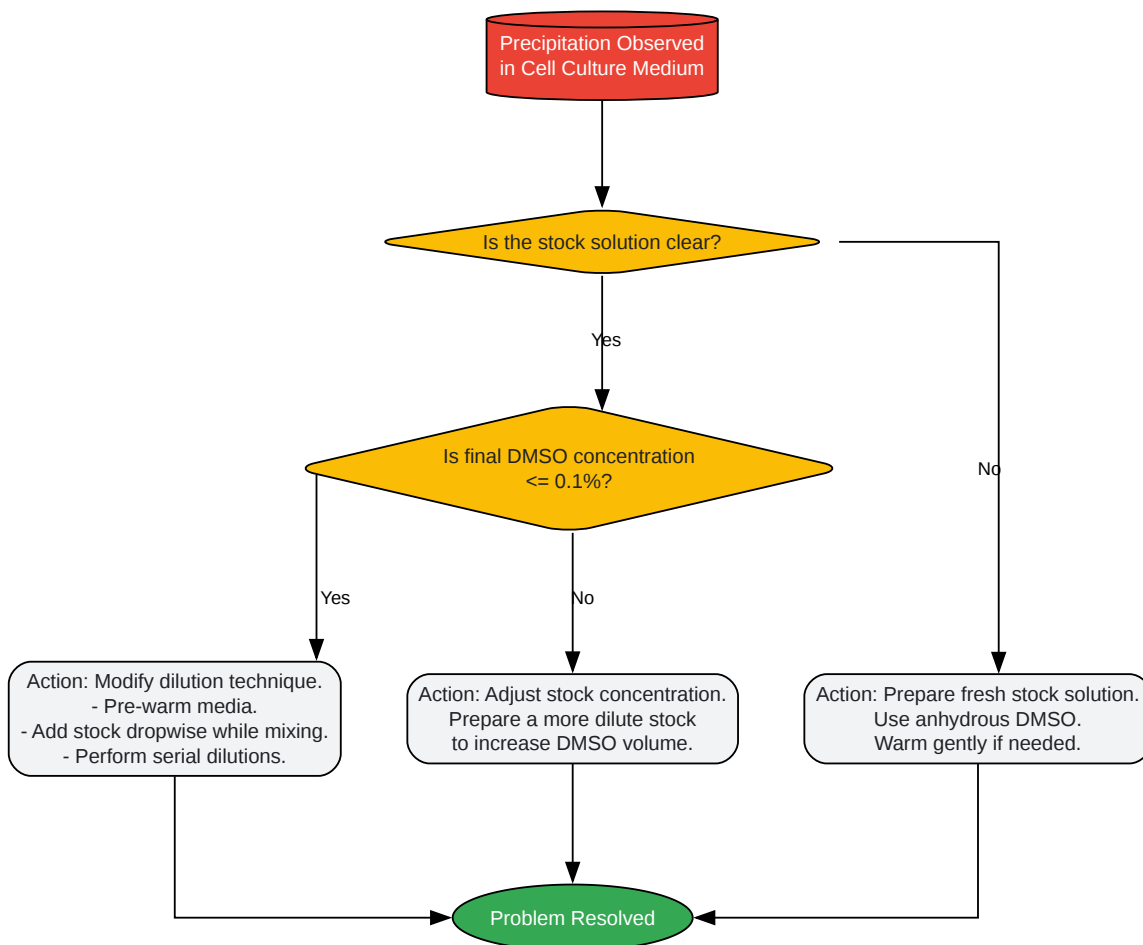 Precipitation Observed
in Cell Culture Medium
Is the stock solution clear?
Yes
Is final DMSO concentration
<= 0.1%?
No
Yes
No
Action: Modify dilution technique.
- Pre-warm media.
- Add stock dropwise while mixing.
- Perform serial dilutions.
Action: Adjust stock concentration.
Prepare a more dilute stock
to increase DMSO volume.
Action: Prepare fresh stock solution.
Use anhydrous DMSO.
Warm gently if needed.
Problem Resolved